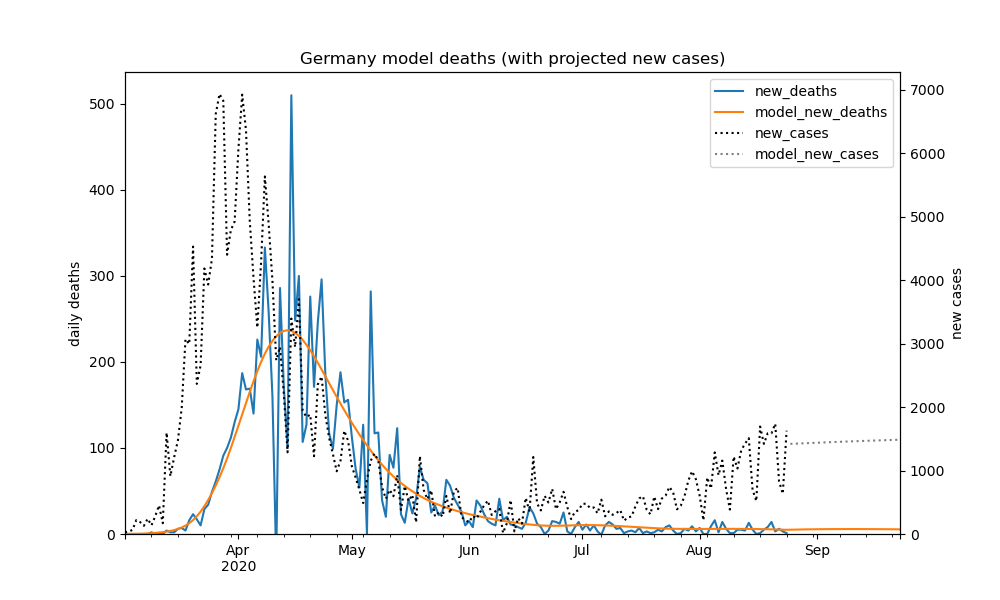 Germany model deaths (with projected new cases)
new_deaths
model_new_deaths
new_cases
model_new_cases
daily deaths
500
400
300
200
100
0
7000
6000
5000
4000
3000
2000
1000
0
new cases
Apr
2020
May
Jun
Jul
Aug
Sep